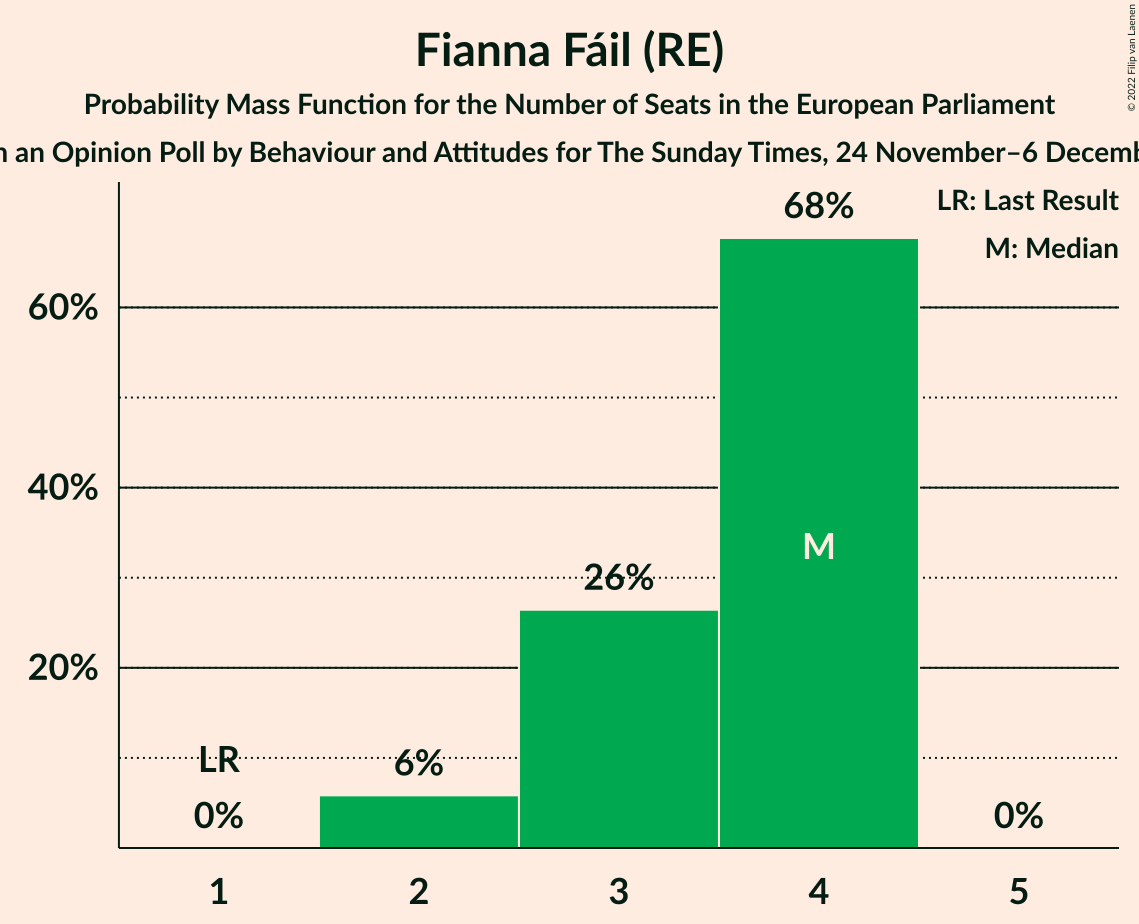 Fianna Fáil (RE)
Probability Mass Function for the Number of Seats in the European Parliament
an Opinion Poll by Behaviour and Attitudes for The Sunday Times, 24 November–6
© 2022 Filip van Laenen
LR: Last Result
M: Median
68%
60%
40%
M
26%
20%
LR
6%
0%
0%
1
2
3
4
5